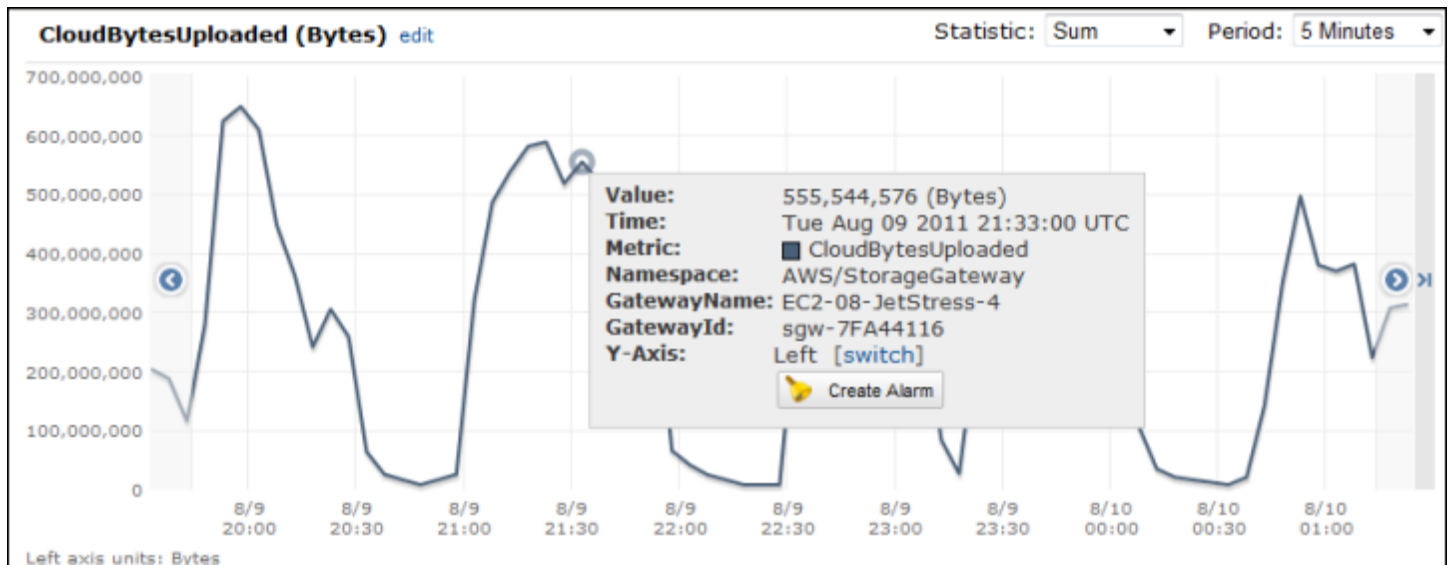 CloudBytesUploaded (Bytes) edit
Statistic: Sum Period: 5 Minutes
700,000,000
600,000,000
500,000,000
400,000,000
300,000,000
200,000,000
100,000,000
0
Value: 555,544,576 (Bytes)
Time: Tue Aug 09 2011 21:33:00 UTC
Metric: CloudBytesUploaded
Namespace: AWS/StorageGateway
GatewayName: EC2-08-JetStress-4
GatewayId: sgw-7FA44116
Y-Axis: Left [switch]
Create Alarm
8/9 8/9 8/9 8/9 8/9 8/9 8/9 8/9 8/10 8/10 8/10
20:00 20:30 21:00 21:30 22:00 22:30 23:00 23:30 00:00 00:30 01:00
Left axis units: Bytes